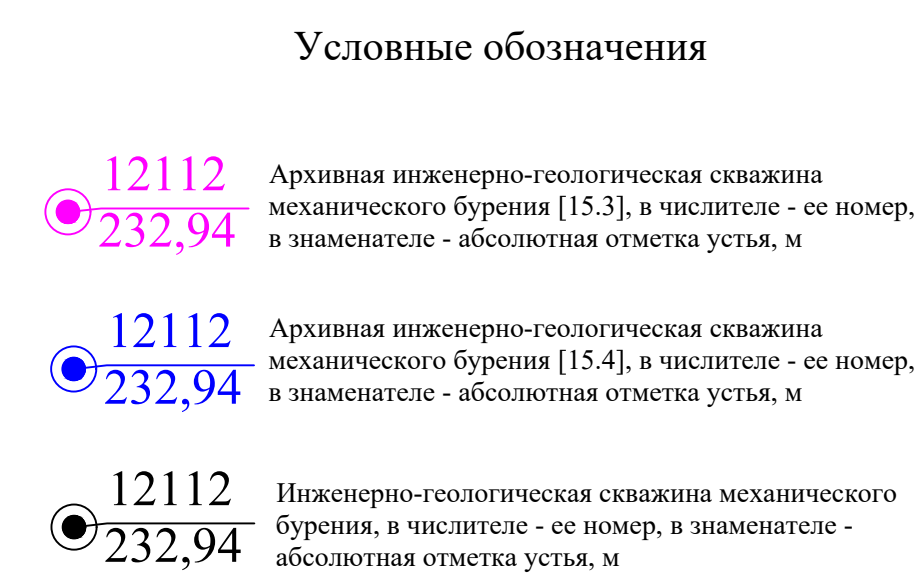 Условные обозначения
12112
232,94
Архивная инженерно-геологическая скважина
механического бурения [15.3], в числителе - ее номер,
в знаменателе - абсолютная отметка устья, м
12112
232,94
Архивная инженерно-геологическая скважина
механического бурения [15.4], в числителе - ее номер,
в знаменателе - абсолютная отметка устья, м
12112
232,94
Инженерно-геологическая скважина механического
бурения, в числителе - ее номер, в знаменателе -
абсолютная отметка устья, м